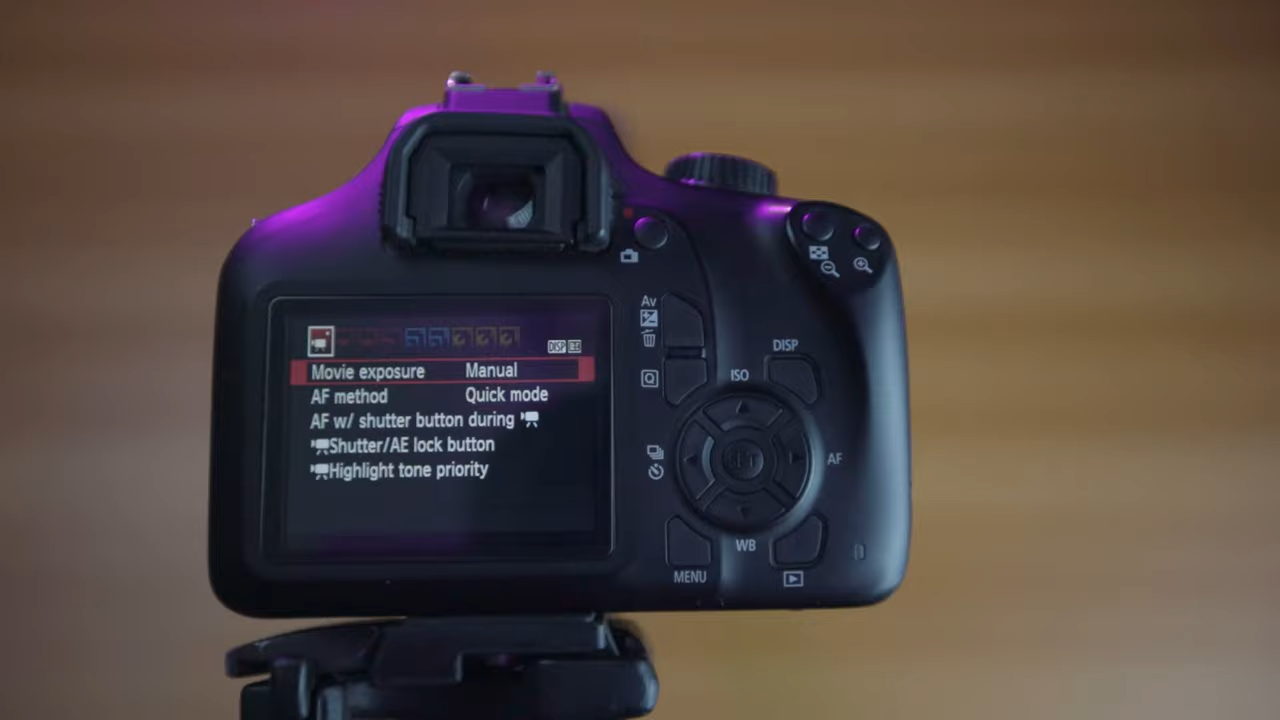 DISP
Movie exposure Manual
AF method Quick mode
AF w/ shutter button during
Shutter/AE lock button
Highlight tone priority
Av
Q
DISP
ISO
SET
AF
WB
MENU